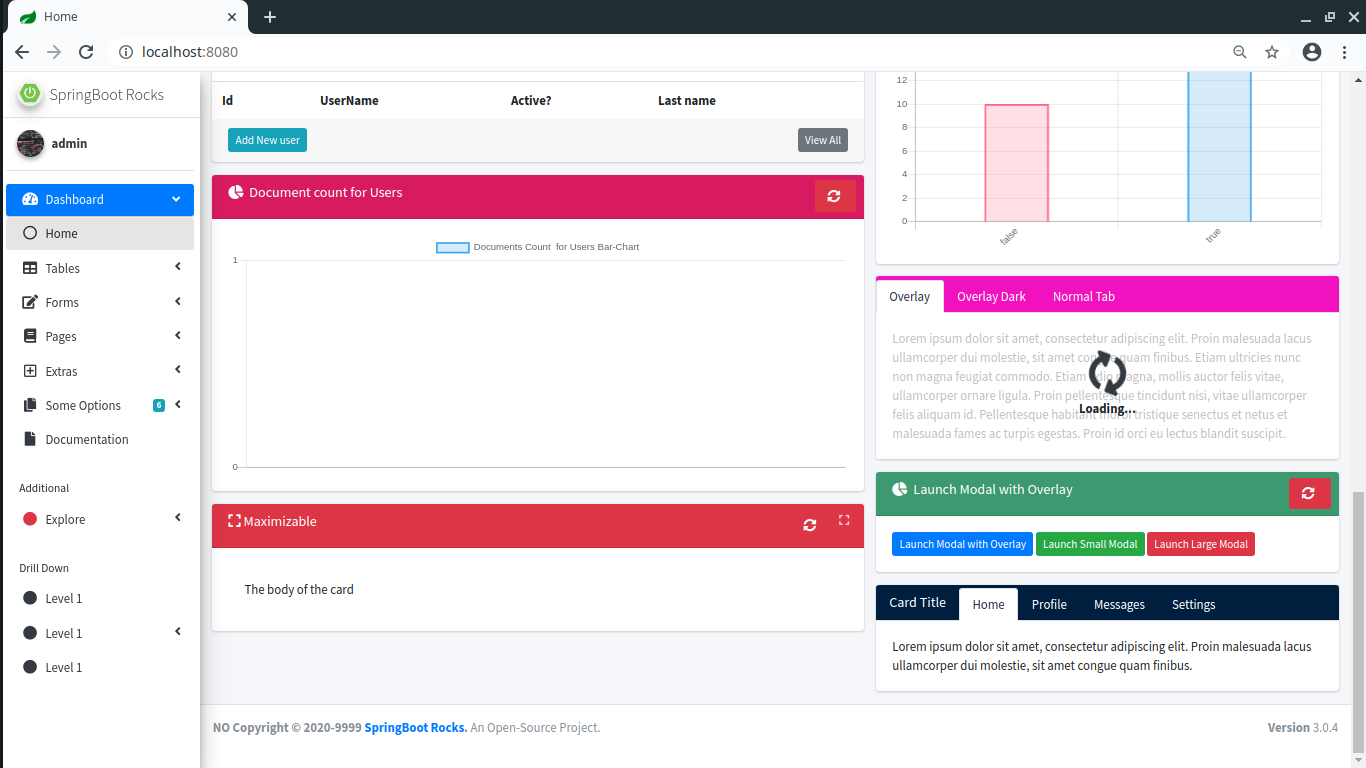 Home
localhost:8080
SpringBoot Rocks
admin
Dashboard
Home
Tables
Forms
Pages
Extras
Some Options 6
Documentation
Additional
Explore
Drill Down
Level 1
Level 1
Level 1
Id UserName Active? Last name
Add New user View All
Document count for Users
Documents Count for Users Bar-Chart
1
0
Maximizable
The body of the card
12
10
8
6
4
2
0
false true
Overlay Overlay Dark Normal Tab
Lorem ipsum dolor sit amet, consectetur adipiscing elit. Proin malesuada lacus
ullamcorper dui molestie, sit amet congue quam finibus. Etiam ultricies nunc
non magna feugiat commodo. Etiam odio magna, mollis auctor felis vitae,
ullamcorper ornare ligula. Proin pellentesque tincidunt nisi, vitae ullamcorper
felis aliquam id. Pellentesque habitant morbi tristique senectus et netus et
malesuada fames ac turpis egestas. Proin id orci eu lectus blandit suscipit.
Loading...
Launch Modal with Overlay
Launch Modal with Overlay Launch Small Modal Launch Large Modal
Card Title Home Profile Messages Settings
Lorem ipsum dolor sit amet, consectetur adipiscing elit. Proin malesuada lacus
ullamcorper dui molestie, sit amet congue quam finibus.
NO Copyright © 2020-9999 SpringBoot Rocks. An Open-Source Project.
Version 3.0.4